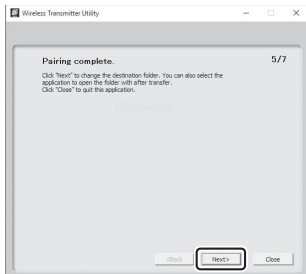 Wireless Transmitter Utility
Pairing complete.
5/7
Click "Next" to change the destination folder. You can also select the
application to open the folder with after transfer.
Click "Close" to quit this application.
<Back
Next>
Close